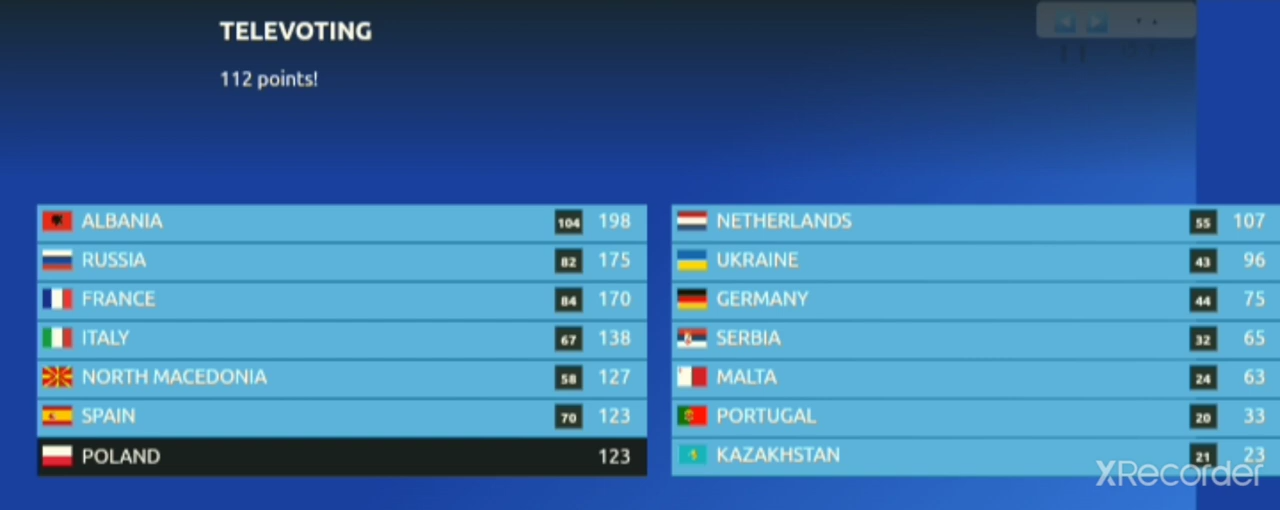 TELEVOTING
112 points!
ALBANIA 104 198
RUSSIA 82 175
FRANCE 84 170
ITALY 67 138
NORTH MACEDONIA 58 127
SPAIN 70 123
POLAND 123
NETHERLANDS 55 107
UKRAINE 43 96
GERMANY 44 75
SERBIA 32 65
MALTA 24 63
PORTUGAL 20 33
KAZAKHSTAN 21 23
XRecorder